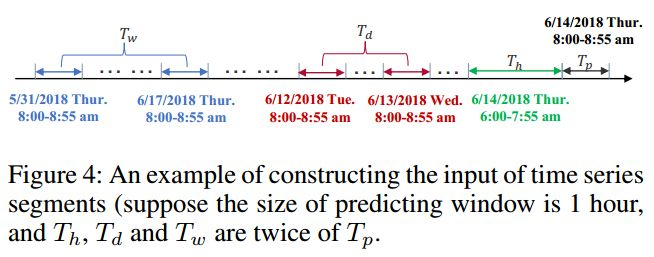 6/14/2018 Thur.
8:00-8:55 am
T_w
T_d
T_h
T_p
... ...
... ...
...
...
5/31/2018 Thur.
8:00-8:55 am
6/17/2018 Thur.
8:00-8:55 am
6/12/2018 Tue.
8:00-8:55 am
6/13/2018 Wed.
8:00-8:55 am
6/14/2018 Thur.
6:00-7:55 am
Figure 4: An example of constructing the input of time series
segments (suppose the size of predicting window is 1 hour,
and T_h, T_d and T_w are twice of T_p.